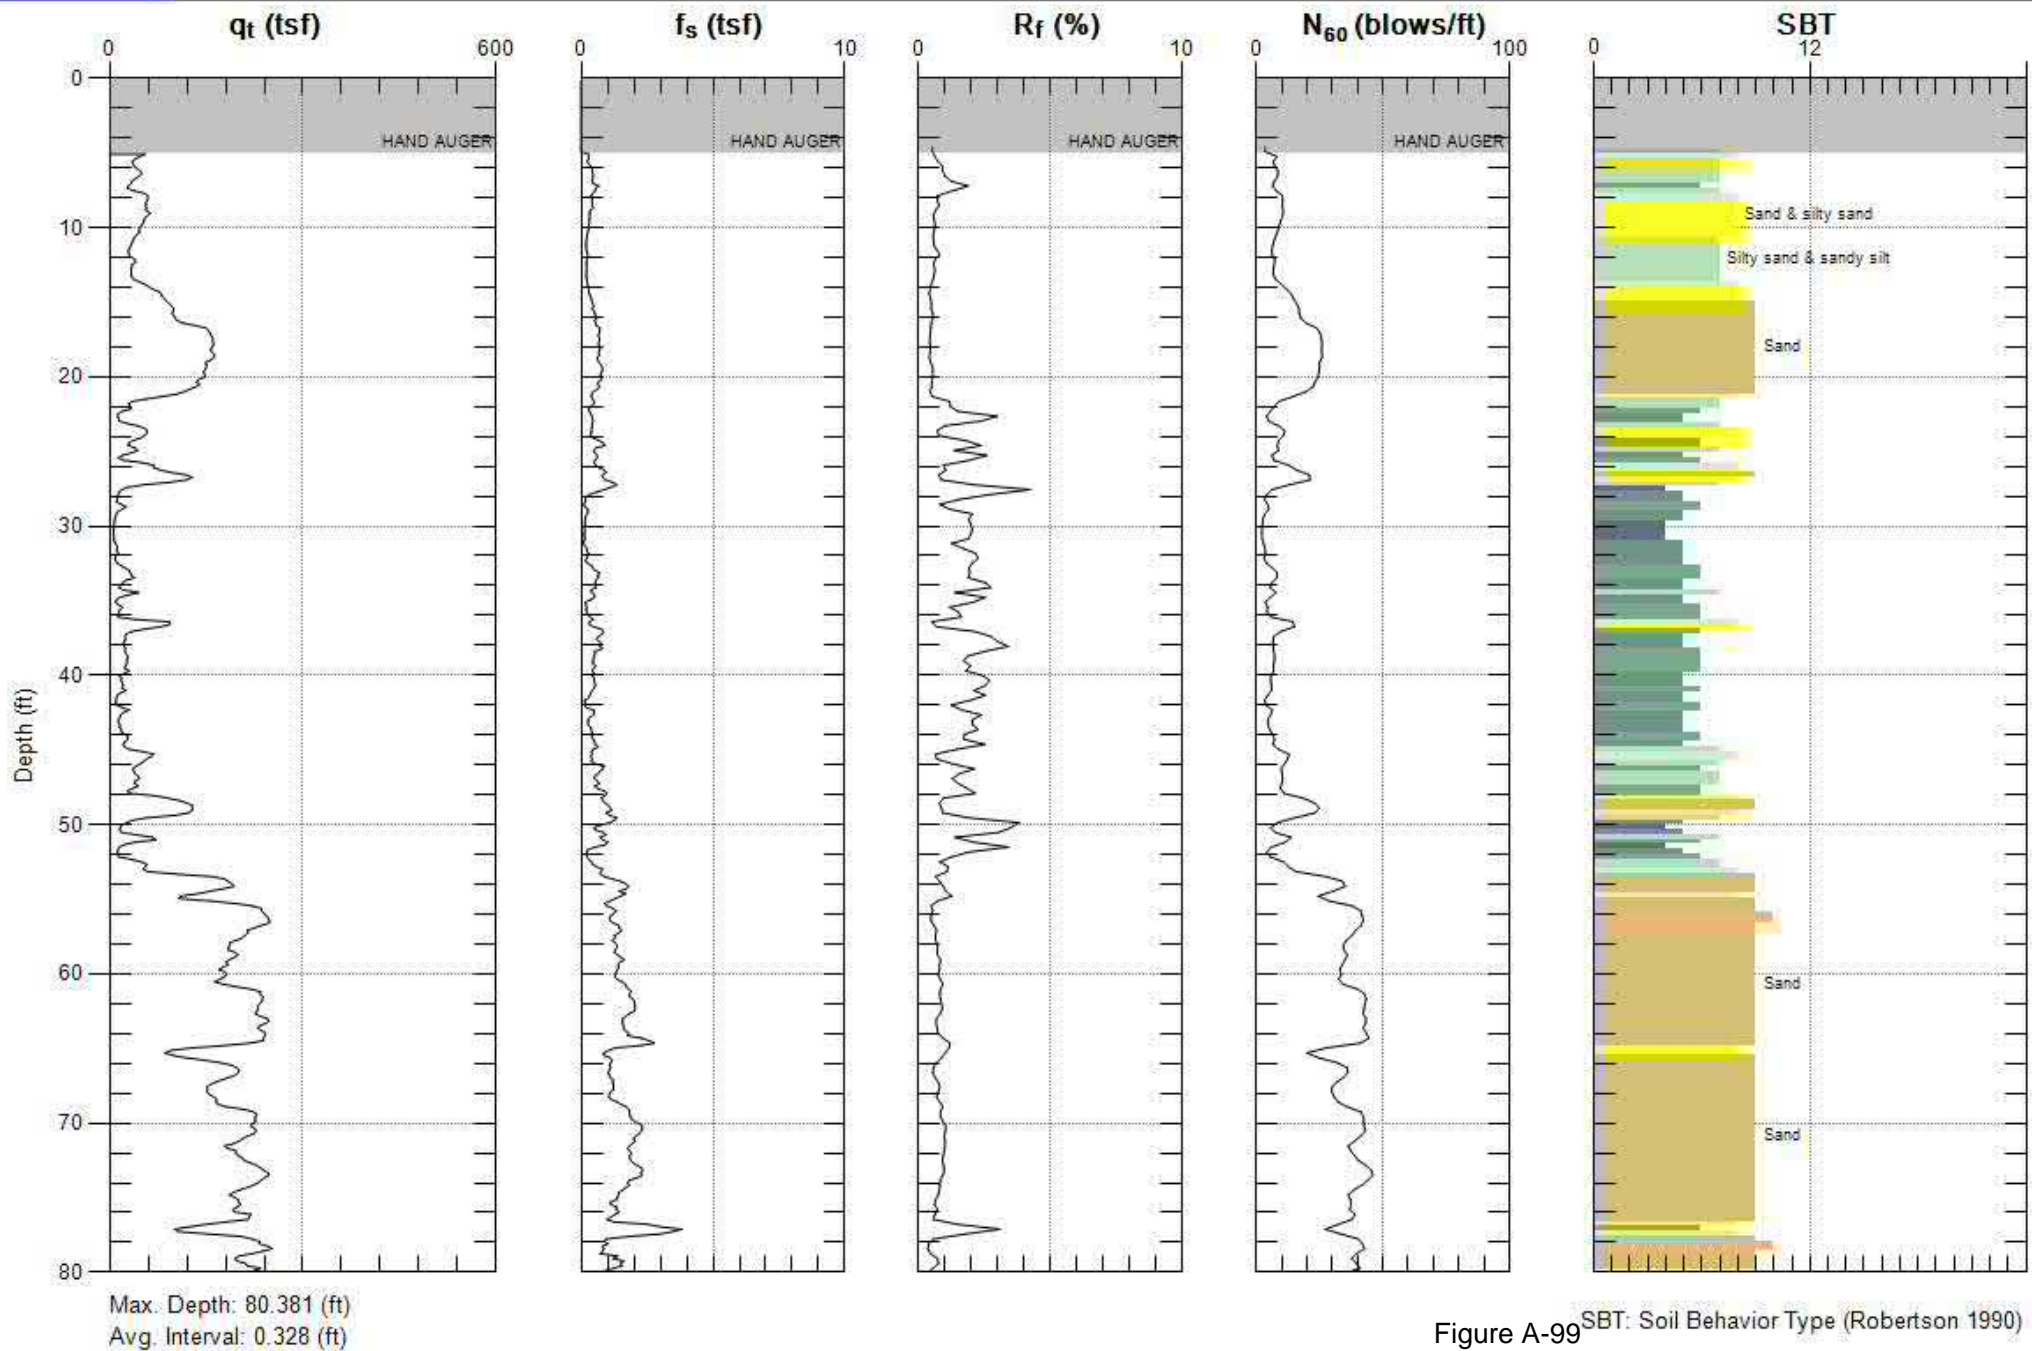 qt (tsf) fs (tsf) Rf (%) N60 (blows/ft) SBT
0 600 0 10 0 10 0 100 0 12
0
HAND AUGER HAND AUGER HAND AUGER HAND AUGER
Sand & silty sand
10
Silty sand & sandy silt
Sand
20
30
40
Depth (ft)
50
60
Sand
70
Sand
80
Max. Depth: 80.381 (ft)
Avg. Interval: 0.328 (ft)
Figure A-99
SBT: Soil Behavior Type (Robertson 1990)